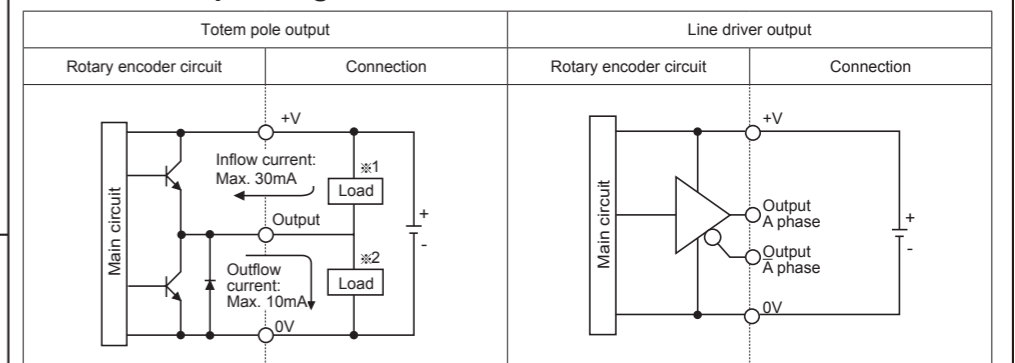 Totem pole output
Line driver output
Rotary encoder circuit
Connection
Rotary encoder circuit
Connection
Main circuit
+V
Inflow current:
Max. 30mA
※1
Load
Output
+
-
※2
Load
Outflow
current:
Max. 10mA
0V
Main circuit
+V
Output
A phase
Output
A̅ phase
+
-
0V